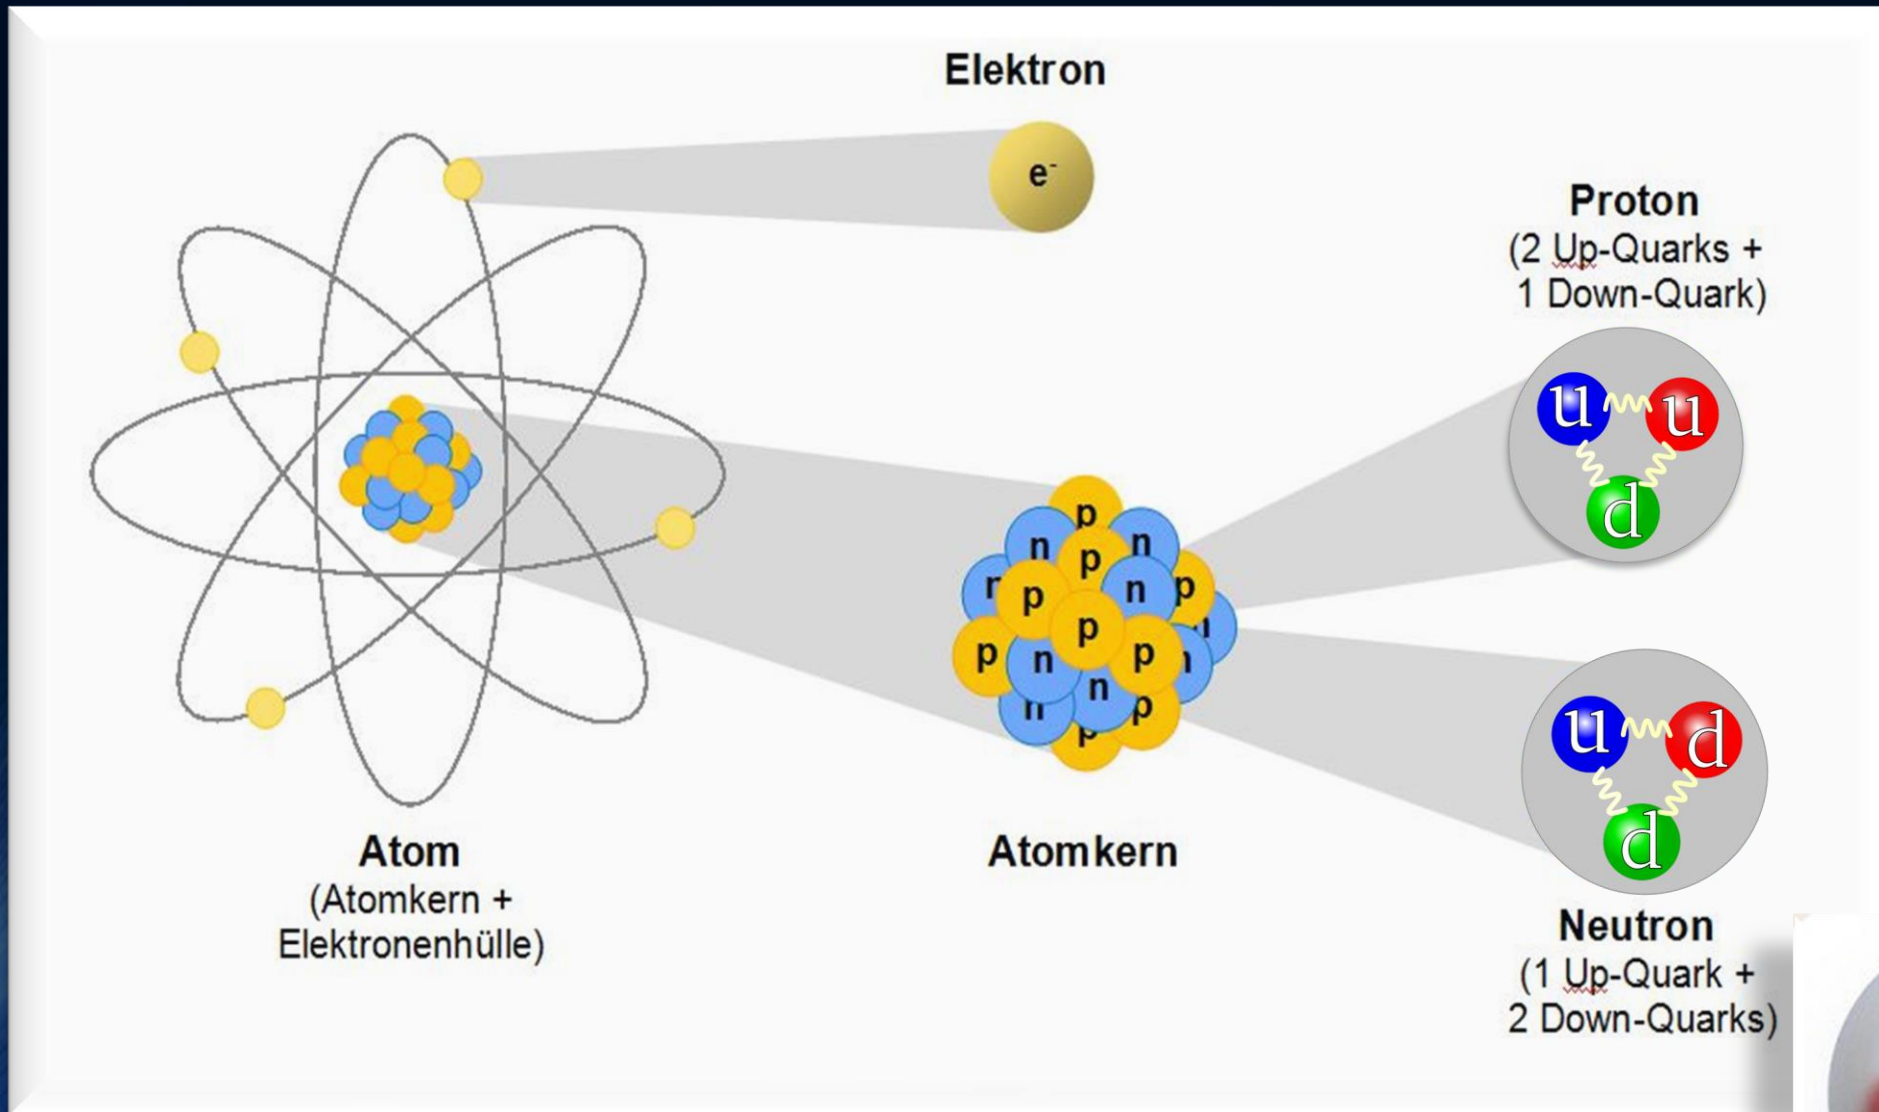 Elektron
e⁻
Proton
(2 Up-Quarks +
1 Down-Quark)
u u
d
p
n n
p
n p n p
p
n
p n p n
n
n p
p
u d
d
Atom
(Atomkern +
Elektronenhülle)
Atomkern
Neutron
(1 Up-Quark +
2 Down-Quarks)